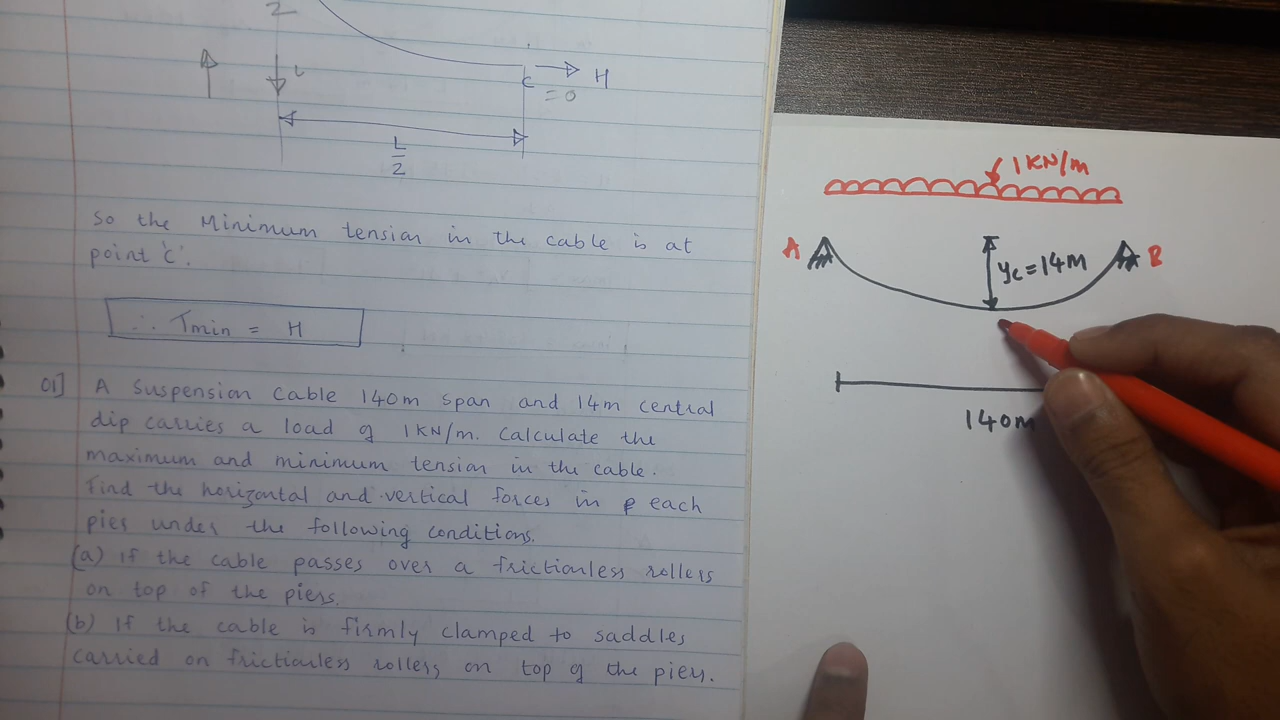 H
C
= 0
L
2
So the Minimum tension in the cable is at
point 'c'.
∴ Tmin = H
01] A suspension cable 140m span and 14m central
dip carries a load of 1KN/m. Calculate the
maximum and minimum tension in the cable.
Find the horizontal and vertical forces in each
pier under the following conditions.
(a) If the cable passes over a frictionless rollers
on top of the piers.
(b) If the cable is firmly clamped to saddles
carried on frictionless rollers on top of the piers.
1KN/m
A
yc=14M
B
140M